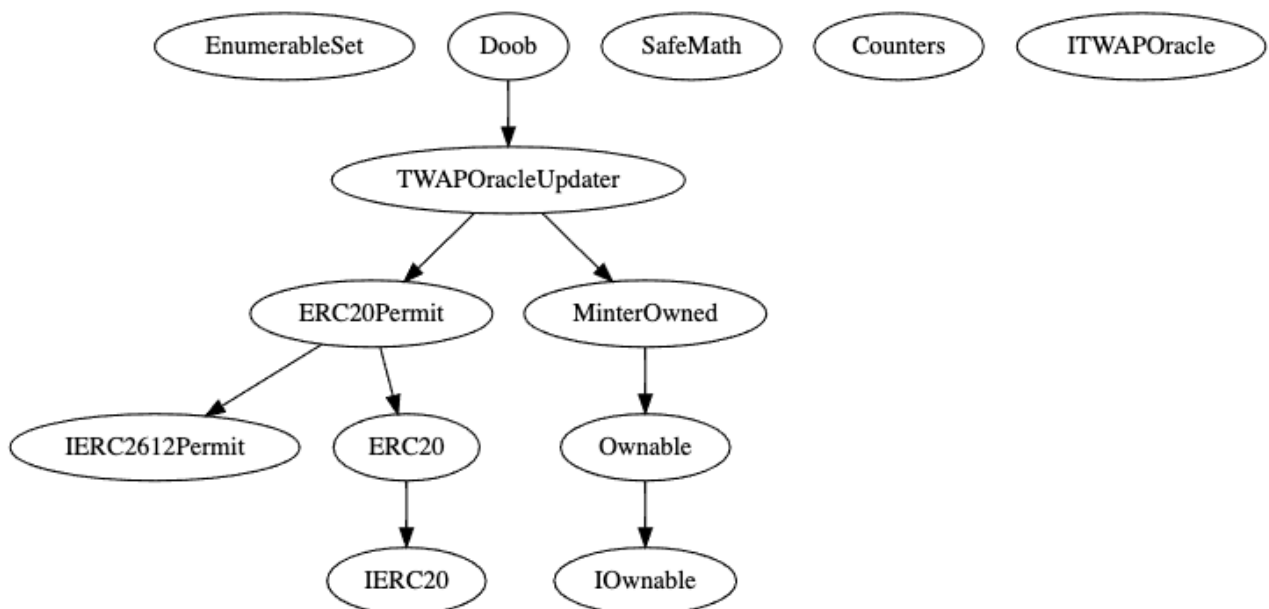 EnumerableSet
Doob
SafeMath
Counters
ITWAPOracle
TWAPOracleUpdater
ERC20Permit
MinterOwned
IERC2612Permit
ERC20
Ownable
IERC20
IOwnable